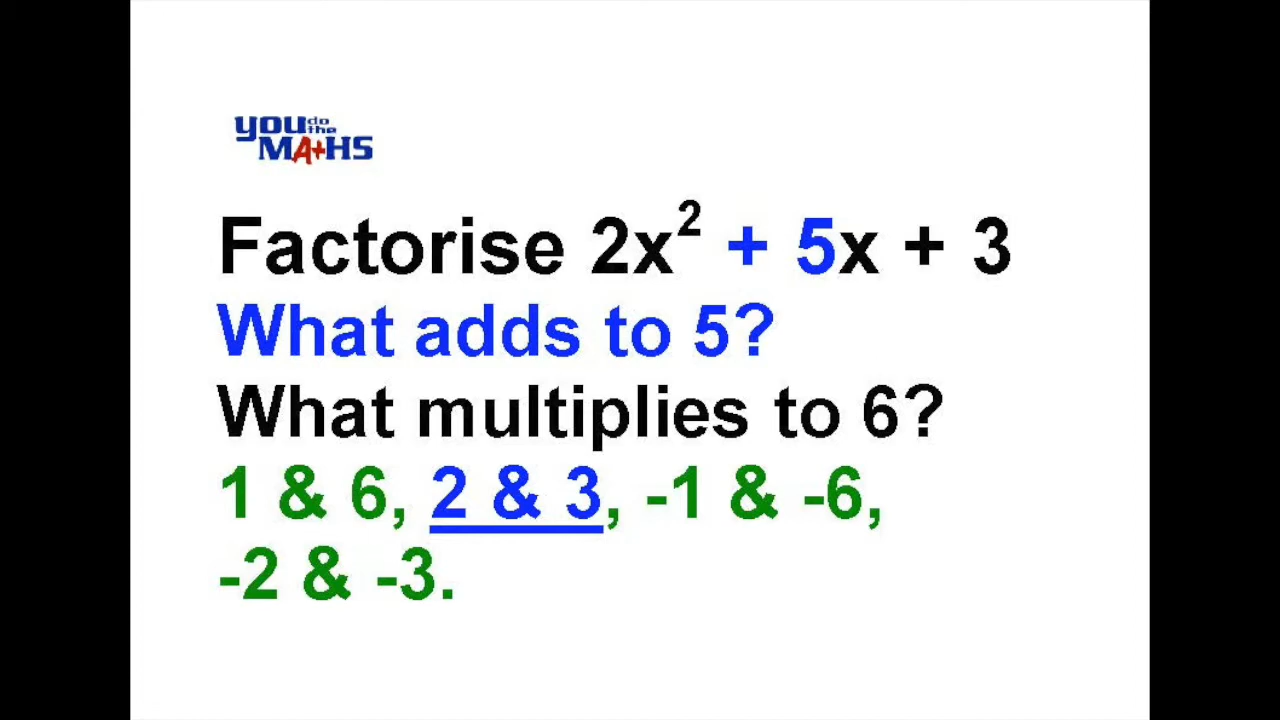 you do the
MA+HS
Factorise 2x² + 5x + 3
What adds to 5?
What multiplies to 6?
1 & 6, 2 & 3, -1 & -6,
-2 & -3.